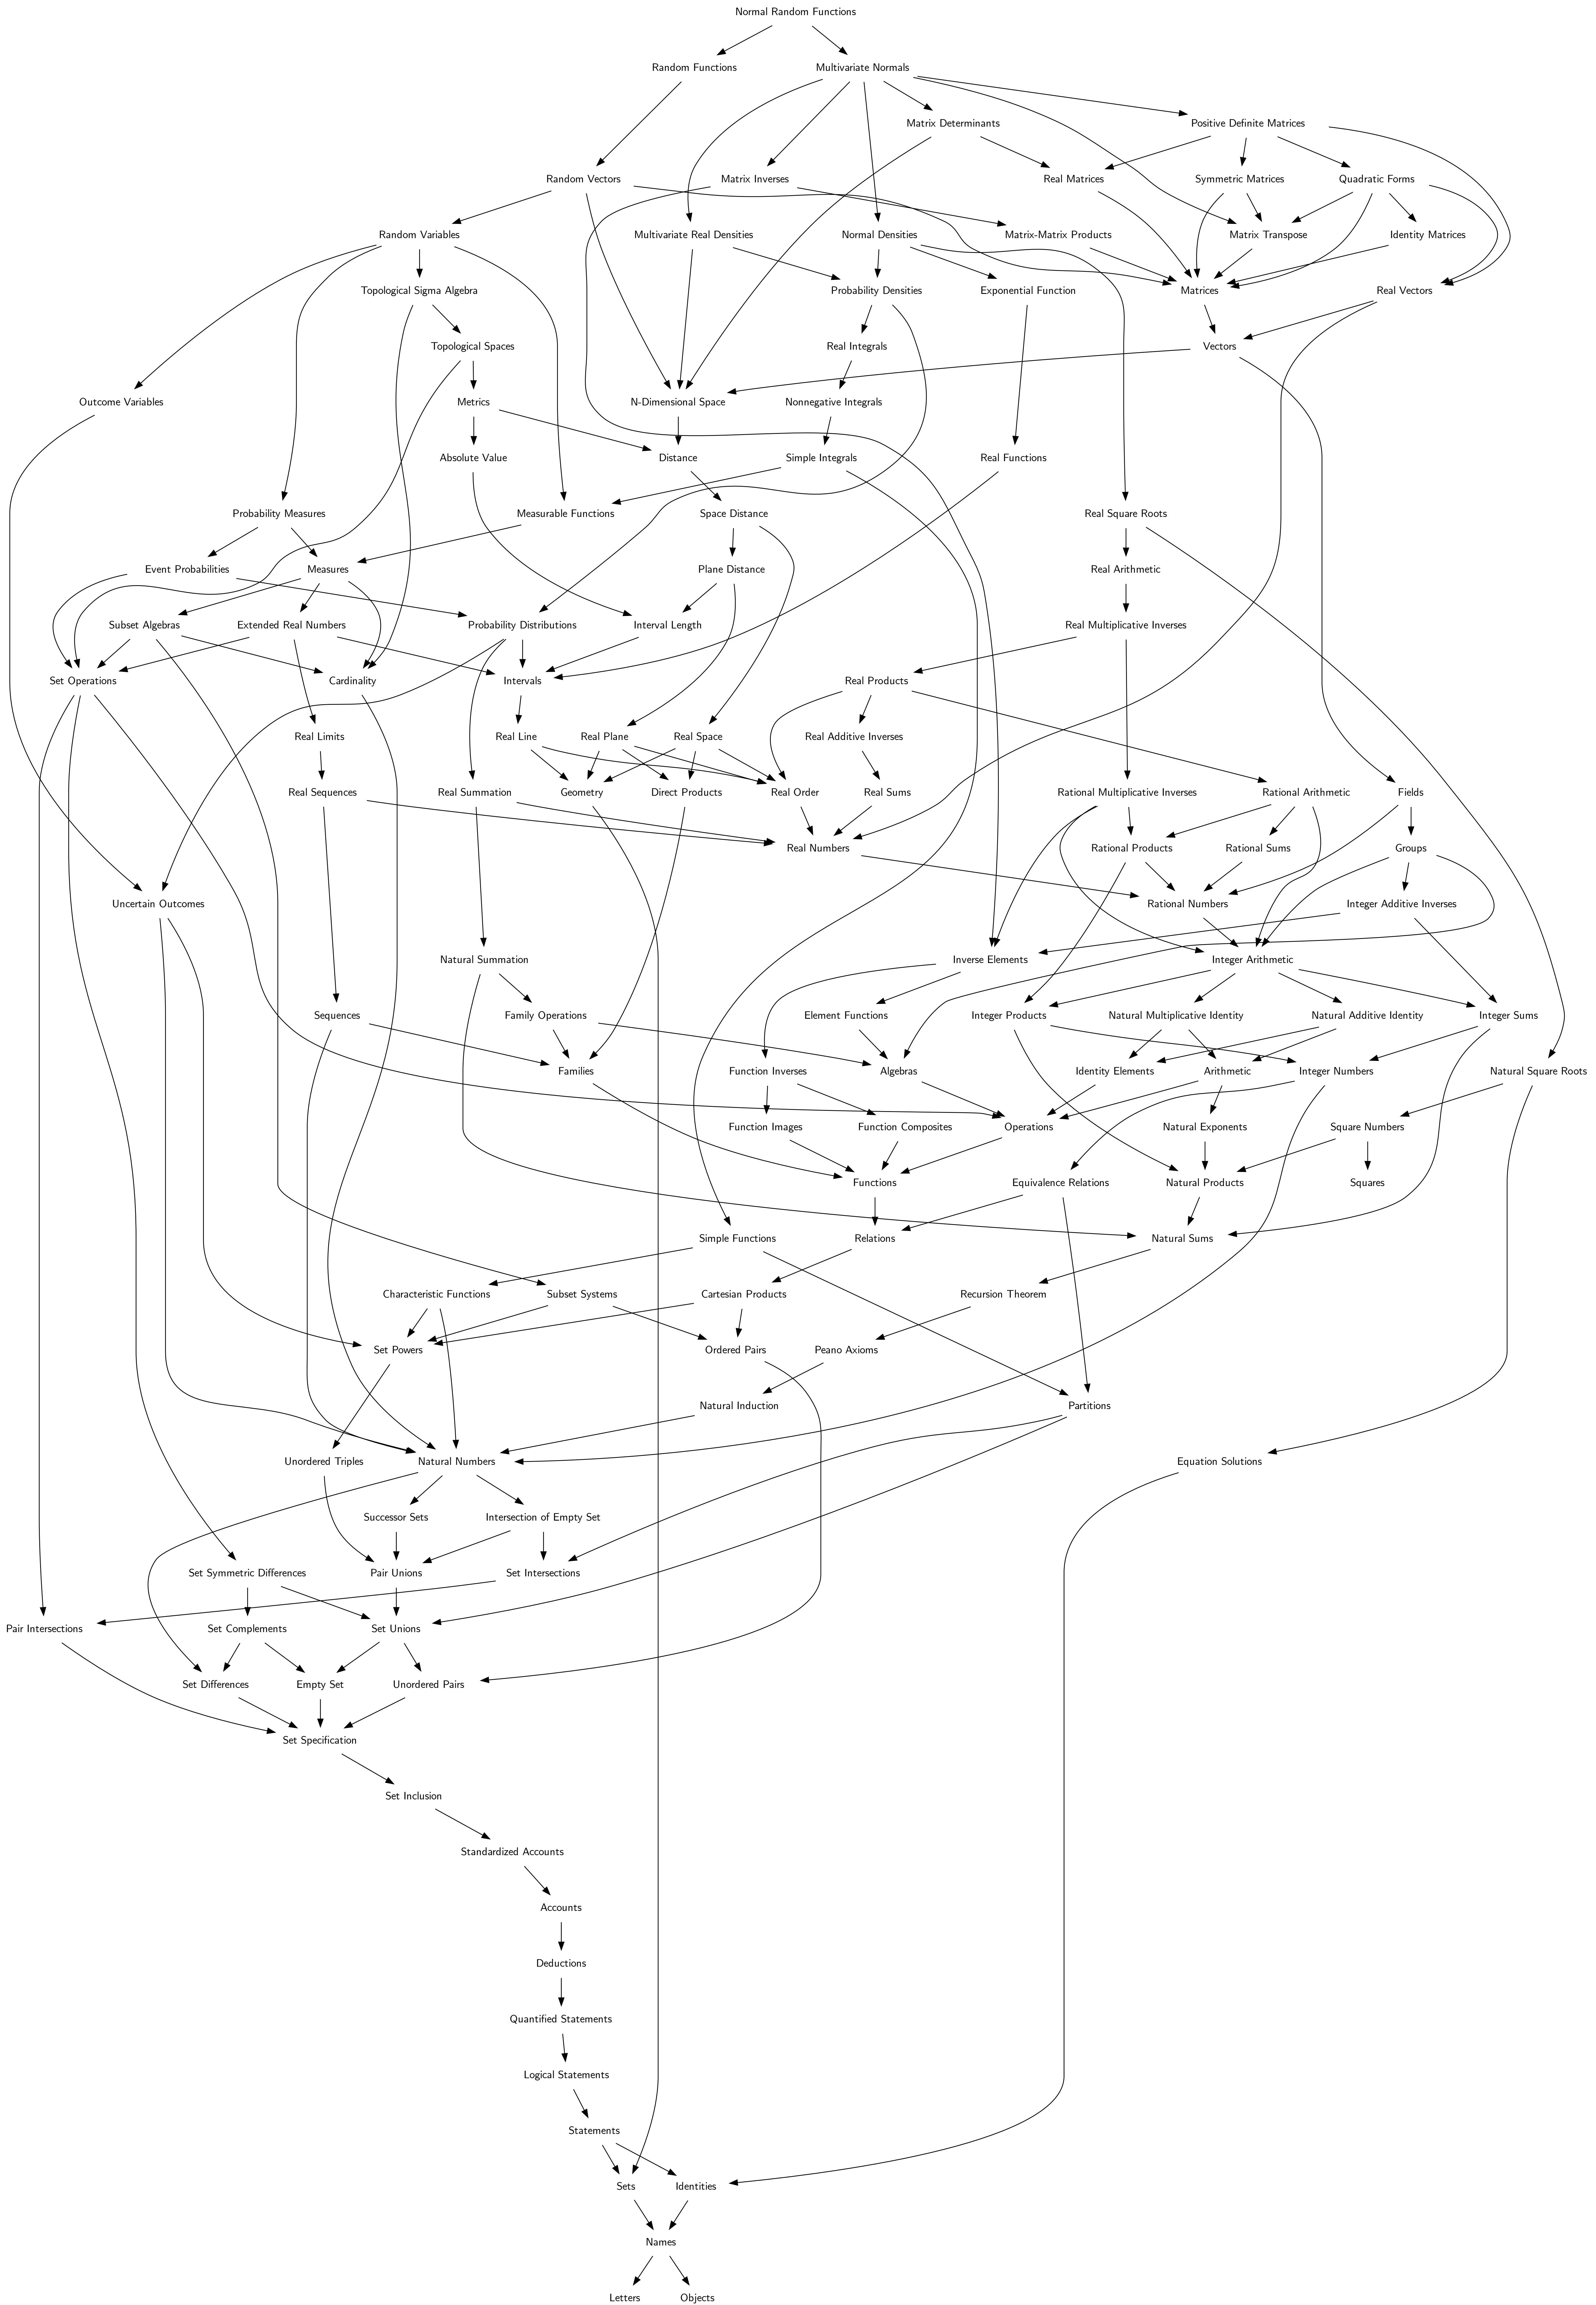 Normal Random Functions
Random Functions
Multivariate Normals
Matrix Determinants
Positive Definite Matrices
Random Vectors
Matrix Inverses
Real Matrices
Symmetric Matrices
Quadratic Forms
Random Variables
Multivariate Real Densities
Normal Densities
Matrix-Matrix Products
Matrix Transpose
Identity Matrices
Topological Sigma Algebra
Probability Densities
Exponential Function
Matrices
Real Vectors
Topological Spaces
Real Integrals
Vectors
Outcome Variables
Metrics
N-Dimensional Space
Nonnegative Integrals
Absolute Value
Distance
Simple Integrals
Real Functions
Probability Measures
Measurable Functions
Space Distance
Real Square Roots
Event Probabilities
Measures
Plane Distance
Real Arithmetic
Subset Algebras
Extended Real Numbers
Probability Distributions
Interval Length
Real Multiplicative Inverses
Set Operations
Cardinality
Intervals
Real Products
Real Limits
Real Line
Real Plane
Real Space
Real Additive Inverses
Real Sequences
Real Summation
Geometry
Direct Products
Real Order
Real Sums
Rational Multiplicative Inverses
Rational Arithmetic
Fields
Real Numbers
Rational Products
Rational Sums
Groups
Uncertain Outcomes
Rational Numbers
Integer Additive Inverses
Natural Summation
Inverse Elements
Integer Arithmetic
Sequences
Family Operations
Element Functions
Integer Products
Natural Multiplicative Identity
Natural Additive Identity
Integer Sums
Families
Function Inverses
Algebras
Identity Elements
Arithmetic
Integer Numbers
Natural Square Roots
Function Images
Function Composites
Operations
Natural Exponents
Square Numbers
Functions
Equivalence Relations
Natural Products
Squares
Simple Functions
Relations
Natural Sums
Characteristic Functions
Subset Systems
Cartesian Products
Recursion Theorem
Set Powers
Ordered Pairs
Peano Axioms
Natural Induction
Partitions
Unordered Triples
Natural Numbers
Equation Solutions
Successor Sets
Intersection of Empty Set
Set Symmetric Differences
Pair Unions
Set Intersections
Pair Intersections
Set Complements
Set Unions
Set Differences
Empty Set
Unordered Pairs
Set Specification
Set Inclusion
Standardized Accounts
Accounts
Deductions
Quantified Statements
Logical Statements
Statements
Sets
Identities
Names
Letters
Objects